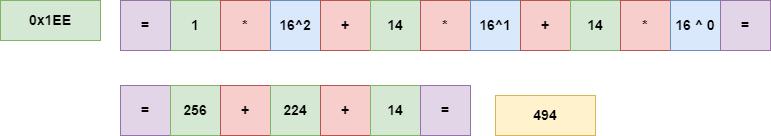 0x1EE = 1 * 16^2 + 14 * 16^1 + 14 * 16 ^ 0 =
= 256 + 224 + 14 = 494